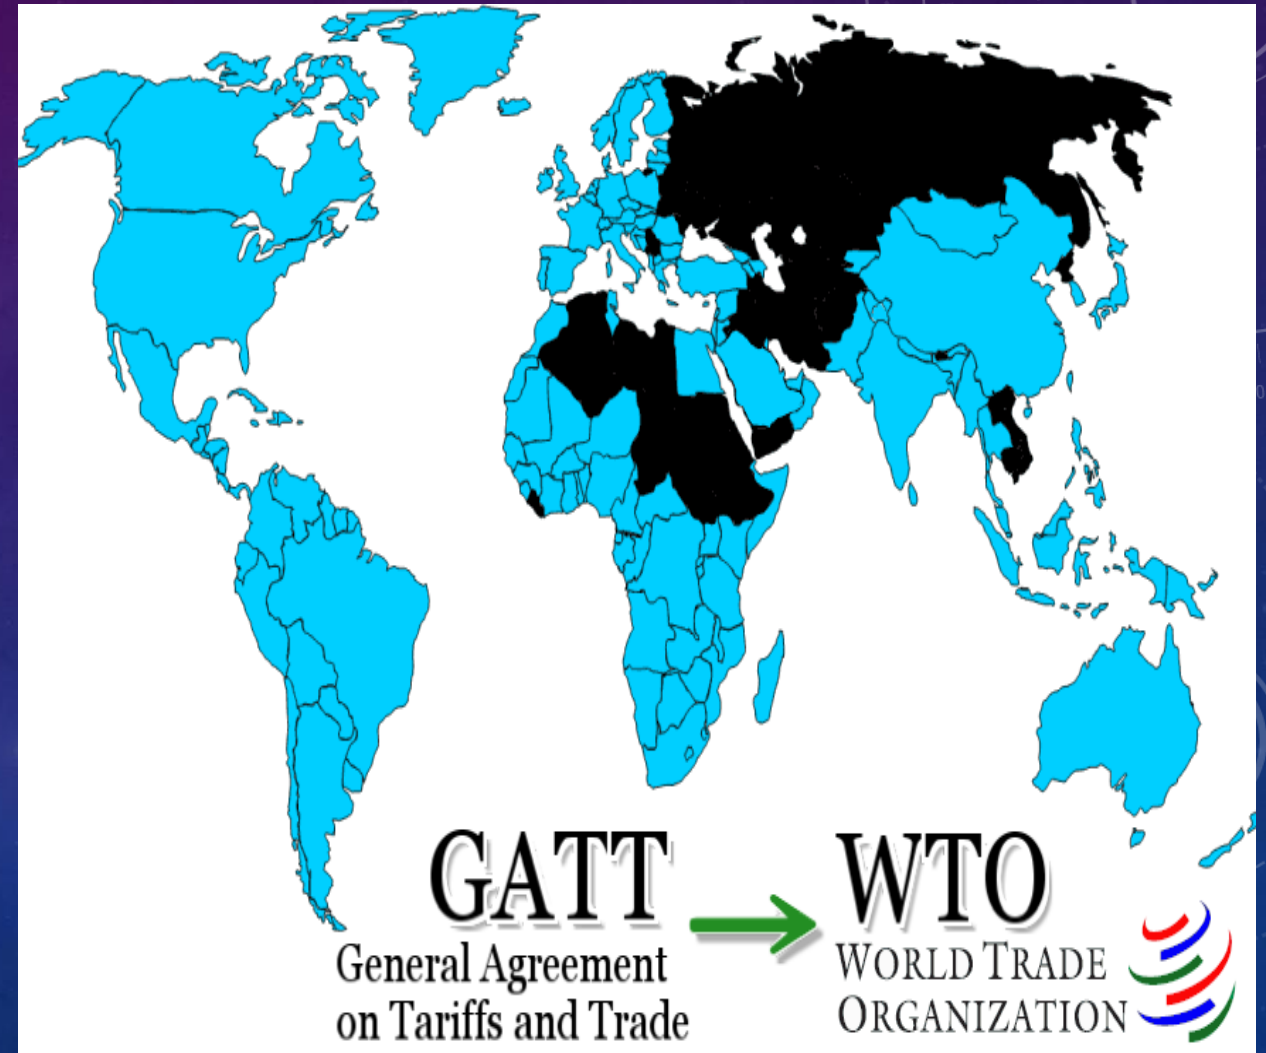 GATT
General Agreement
on Tariffs and Trade
WTO
WORLD TRADE
ORGANIZATION